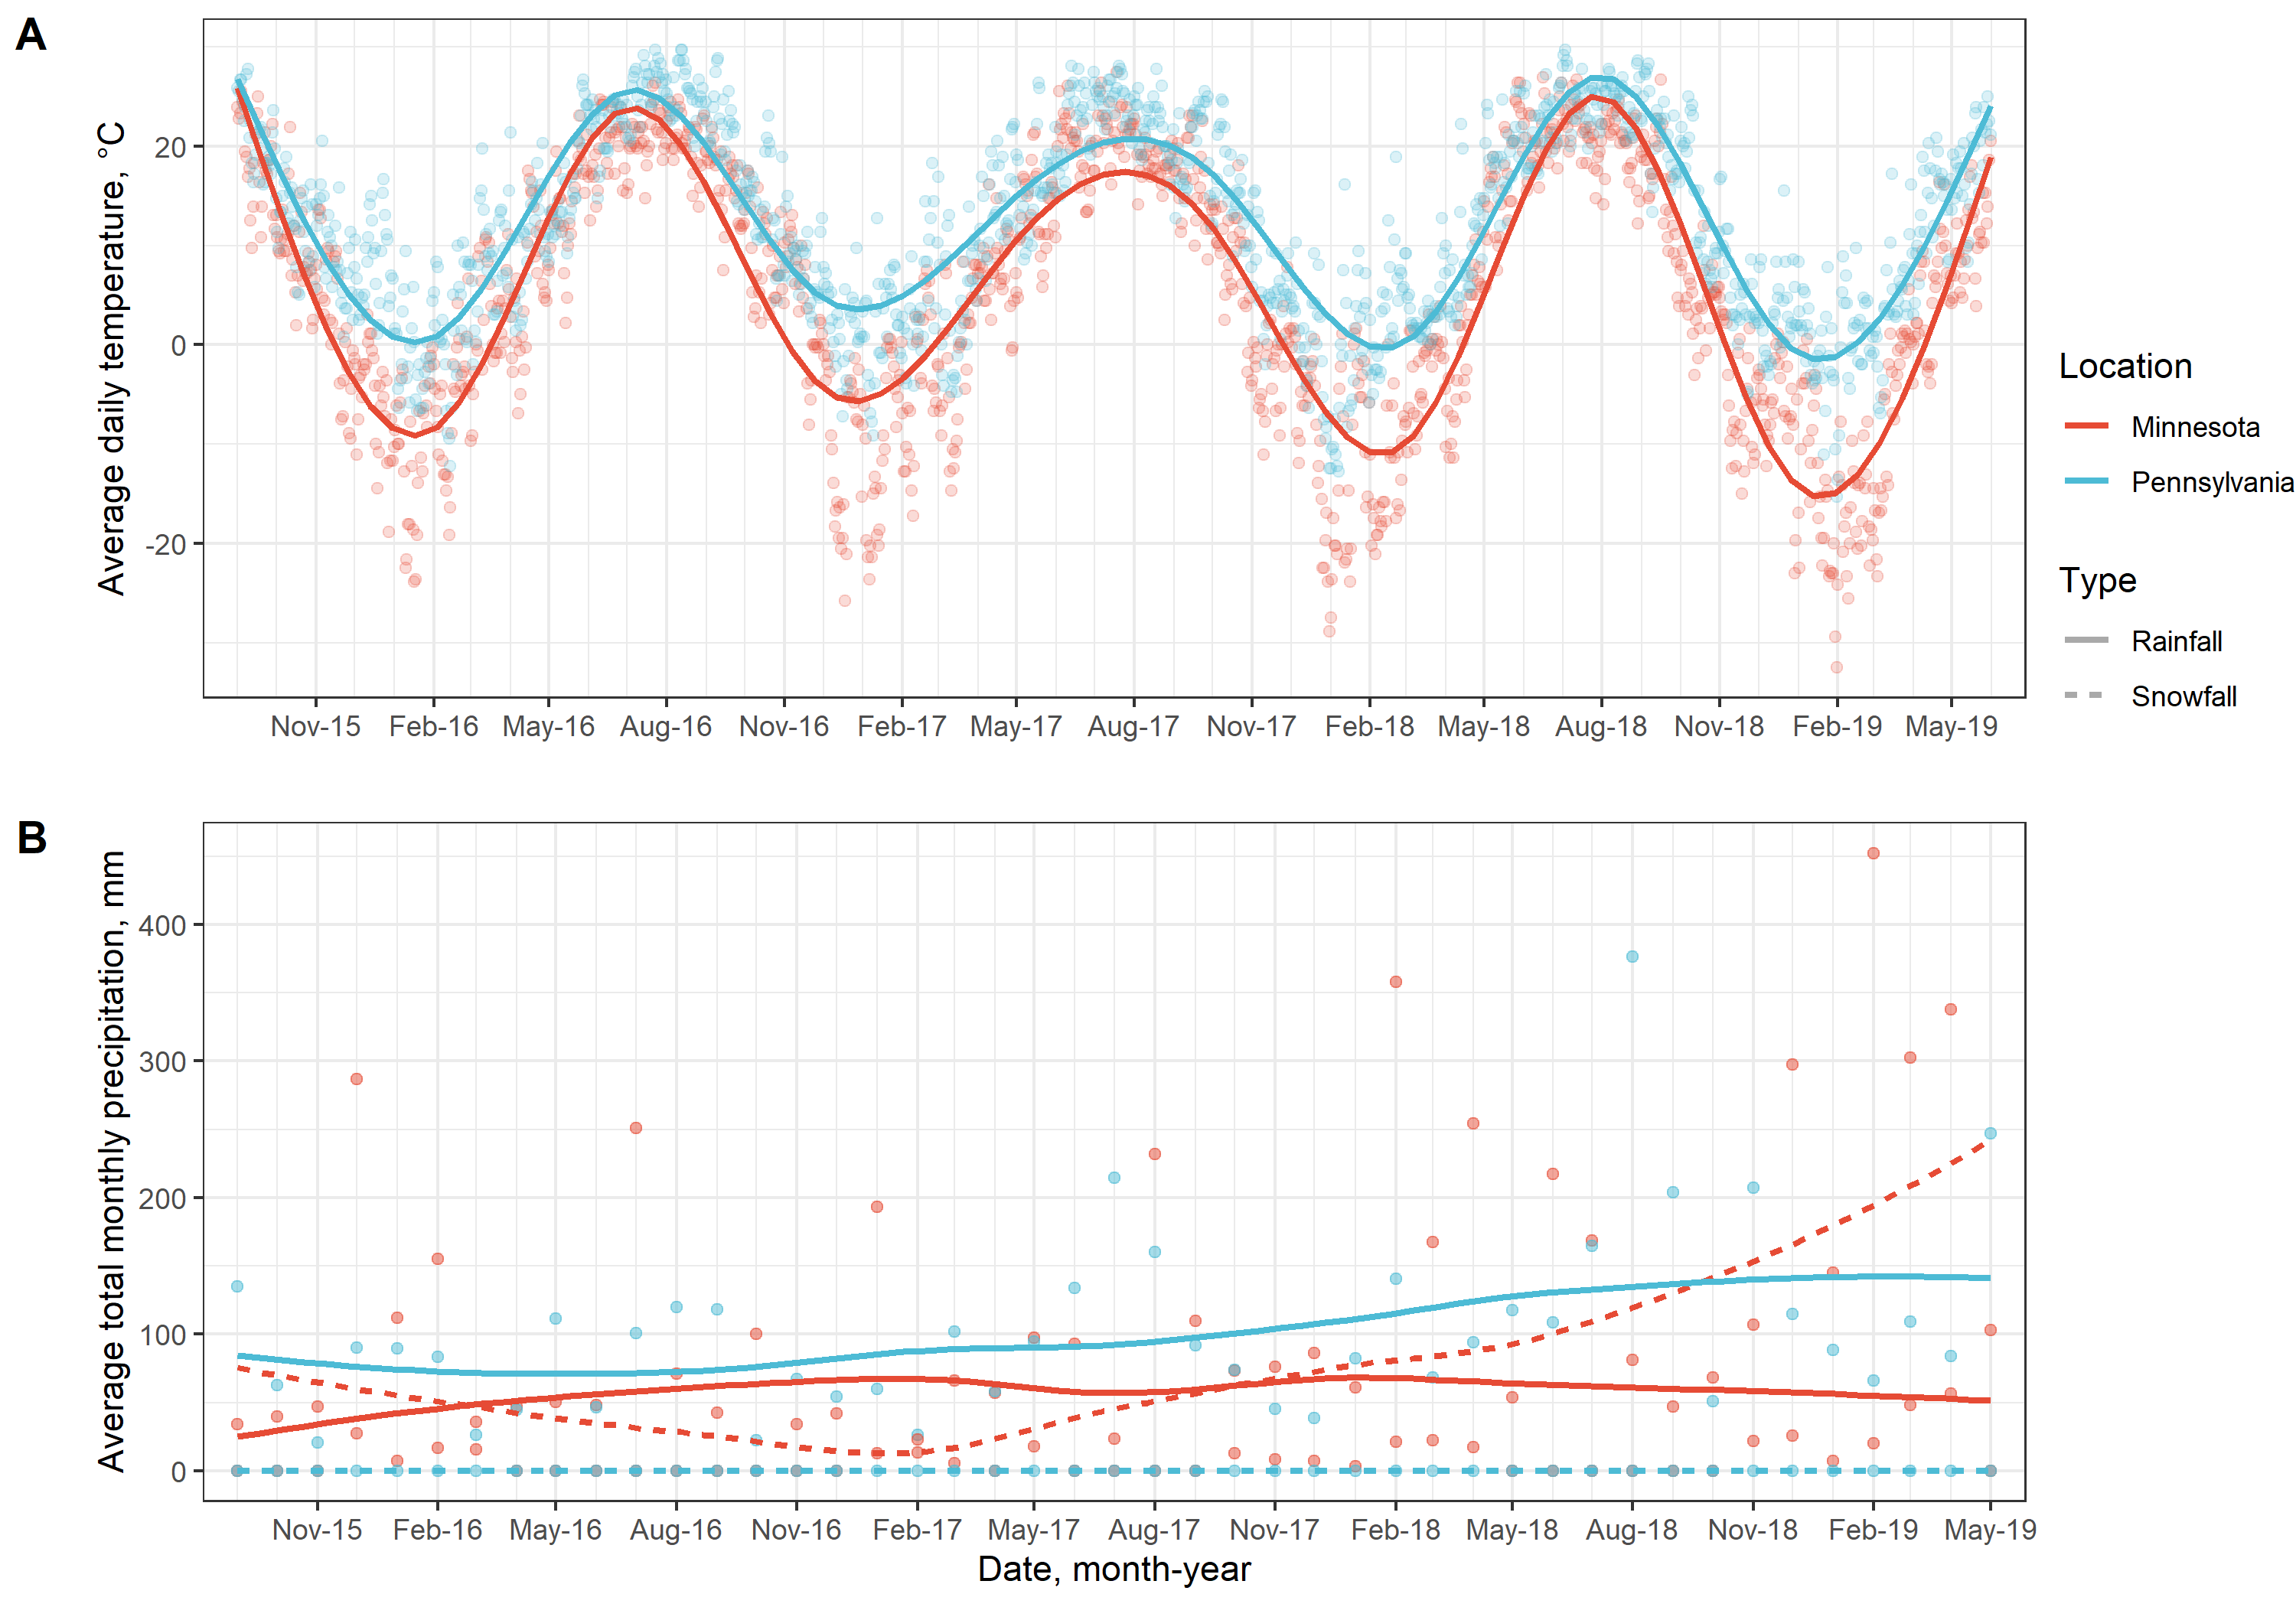 A
Average daily temperature, °C
20
0
-20
Nov-15 Feb-16 May-16 Aug-16 Nov-16 Feb-17 May-17 Aug-17 Nov-17 Feb-18 May-18 Aug-18 Nov-18 Feb-19 May-19
Location
Minnesota
Pennsylvania
Type
Rainfall
Snowfall
B
Average total monthly precipitation, mm
400
300
200
100
0
Nov-15 Feb-16 May-16 Aug-16 Nov-16 Feb-17 May-17 Aug-17 Nov-17 Feb-18 May-18 Aug-18 Nov-18 Feb-19 May-19
Date, month-year